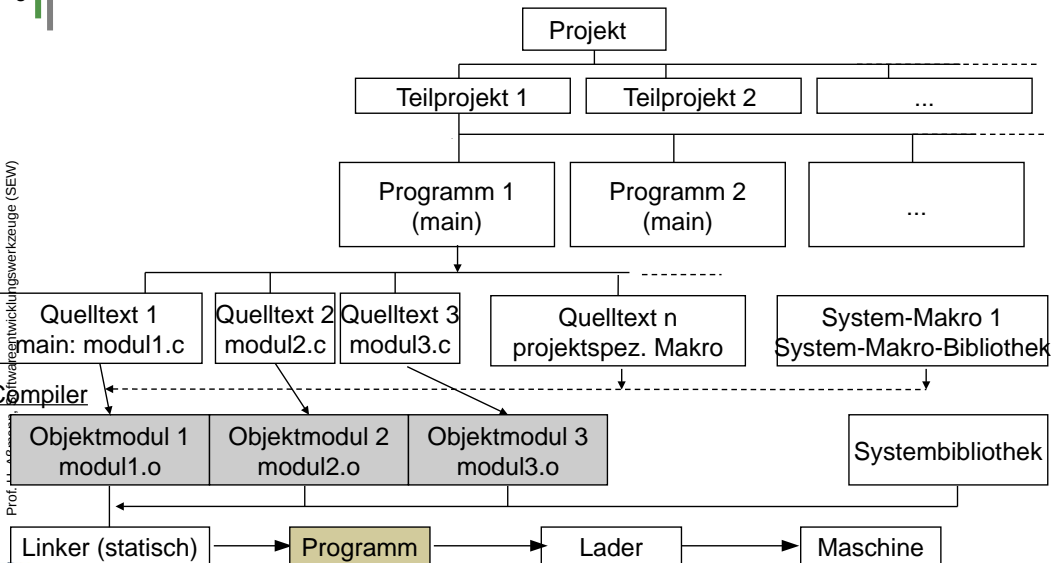 Projekt
Teilprojekt 1
Teilprojekt 2
...
Programm 1
(main)
Programm 2
(main)
...
Quelltext 1
main: modul1.c
Quelltext 2
modul2.c
Quelltext 3
modul3.c
Quelltext n
projektspez. Makro
System-Makro 1
System-Makro-Bibliothek
Compiler
Objektmodul 1
modul1.o
Objektmodul 2
modul2.o
Objektmodul 3
modul3.o
Systembibliothek
Linker (statisch)
Programm
Lader
Maschine
Prof. Softwareentwicklungswerkzeuge (SEW)